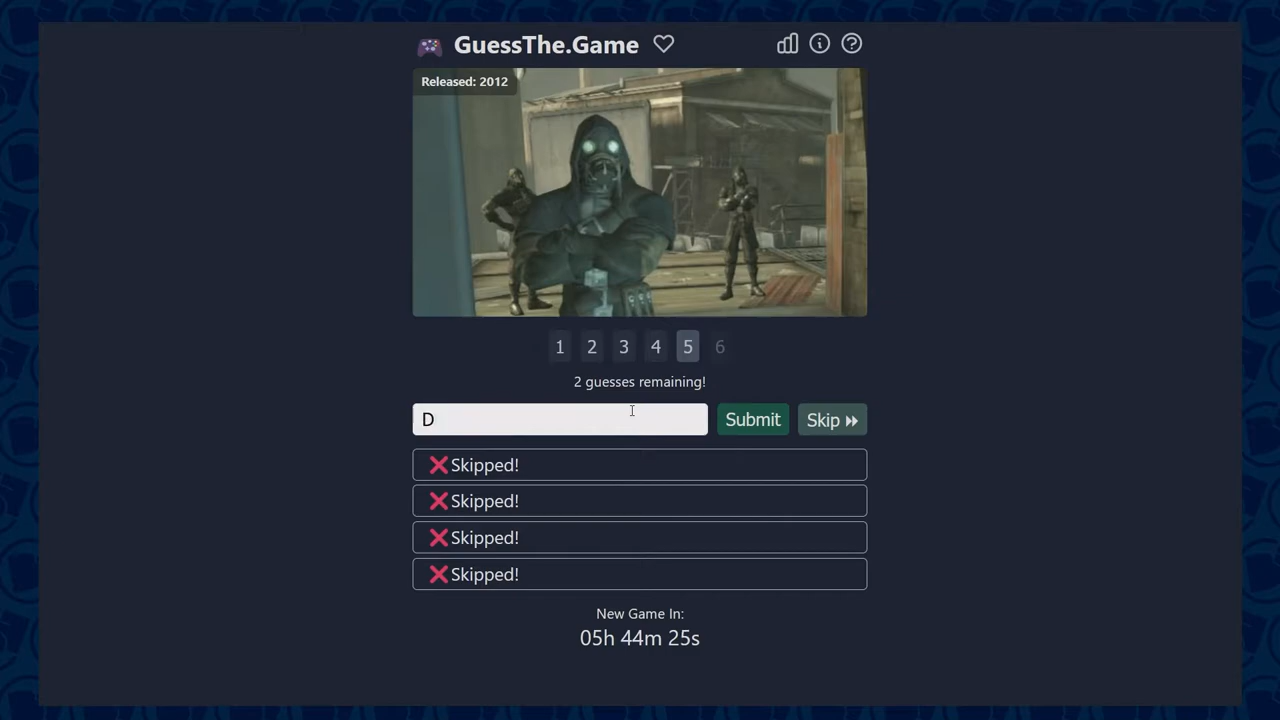 GuessThe.Game
Released: 2012
1 2 3 4 5 6
2 guesses remaining!
D
Submit
Skip
Skipped!
Skipped!
Skipped!
Skipped!
New Game In:
05h 44m 25s